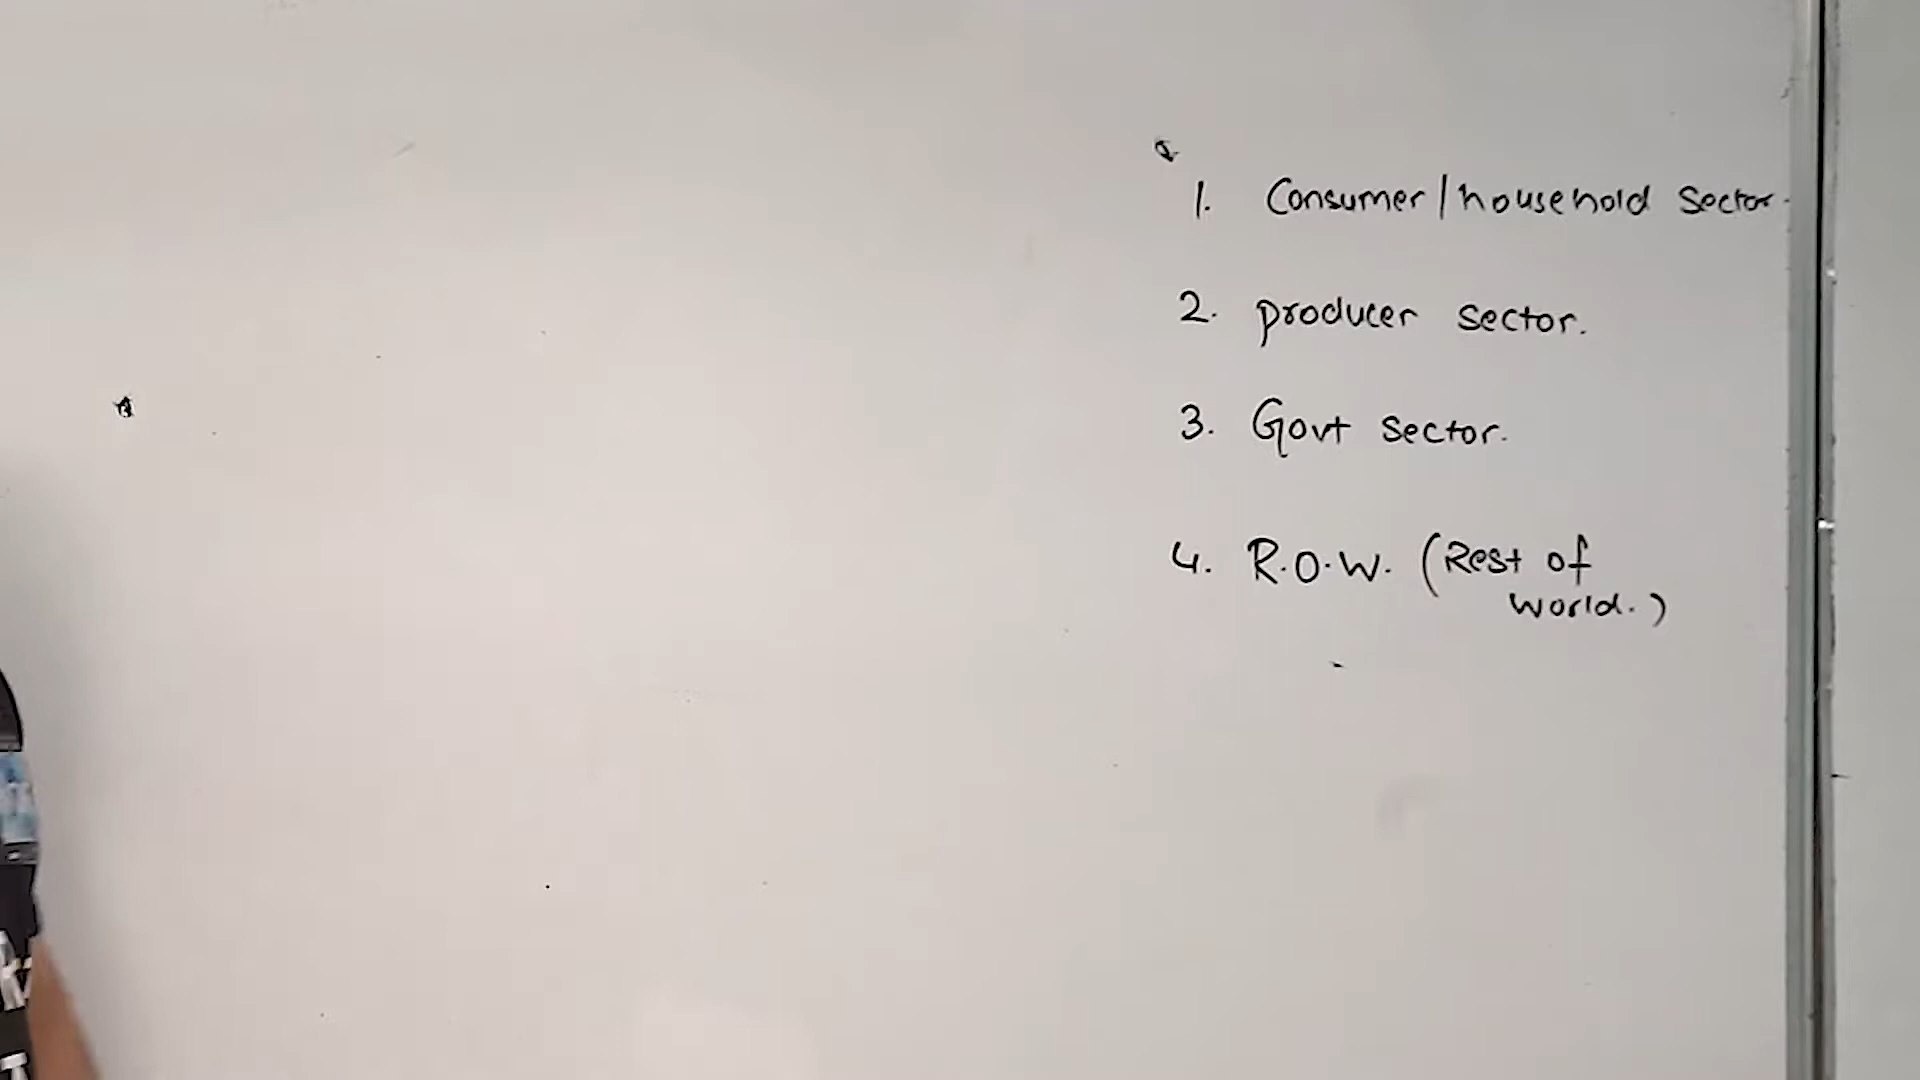 1. Consumer/household Sector.
2. producer sector.
3. Govt sector.
4. R.O.W. (Rest of
world.)